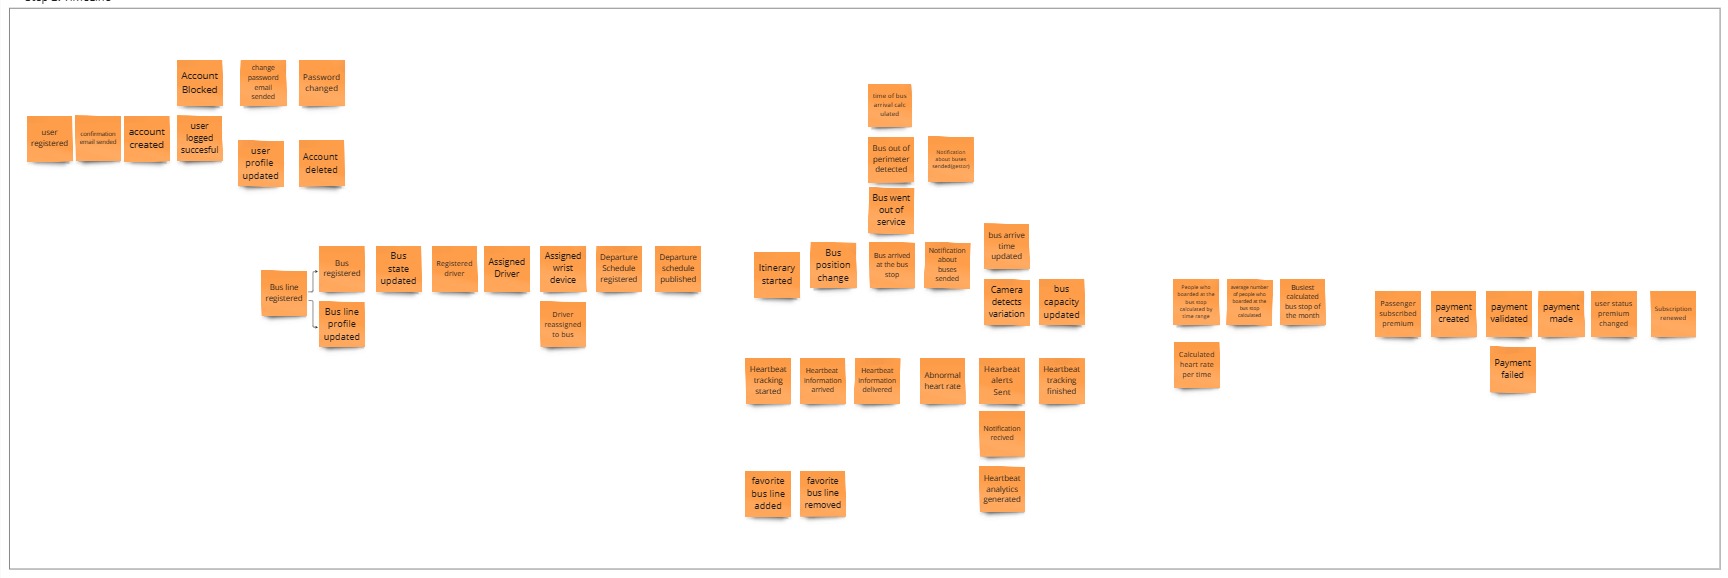 Step 2: Timeline
Account
Blocked
change
password
email
sended
Password
changed
user
registered
confirmation
email sended
account
created
user
logged
succesful
user
profile
updated
Account
deleted
Bus line
registered
Bus
registered
Bus line
profile
updated
Bus
state
updated
Registered
driver
Assigned
Driver
Assigned
wrist
device
Driver
reassigned
to bus
Departure
Schedule
registered
Departure
schedule
published
time of bus
arrival calc
ulated
Bus out of
perimeter
detected
Notification
about buses
sended(gestor)
Bus went
out of
service
Itinerary
started
Bus
position
change
Bus arrived
at the bus
stop
Notification
about
buses
sended
bus arrive
time
updated
Camera
detects
variation
bus
capacity
updated
Heartbeat
tracking
started
Heartbeat
information
arrived
Heartbeat
information
delivered
Abnormal
heart rate
Hearbeat
alerts
Sent
Heartbeat
tracking
finished
Notification
recived
Heartbeat
analytics
generated
favorite
bus line
added
favorite
bus line
removed
People who
boarded at the
bus stop
calculated by
time range
average number
of people who
boarded at the
bus stop
calculated
Busiest
calculated
bus stop of
the month
Calculated
heart rate
per time
Passenger
subscribed
premium
payment
created
payment
validated
payment
made
user status
premium
changed
Subscription
renewed
Payment
failed